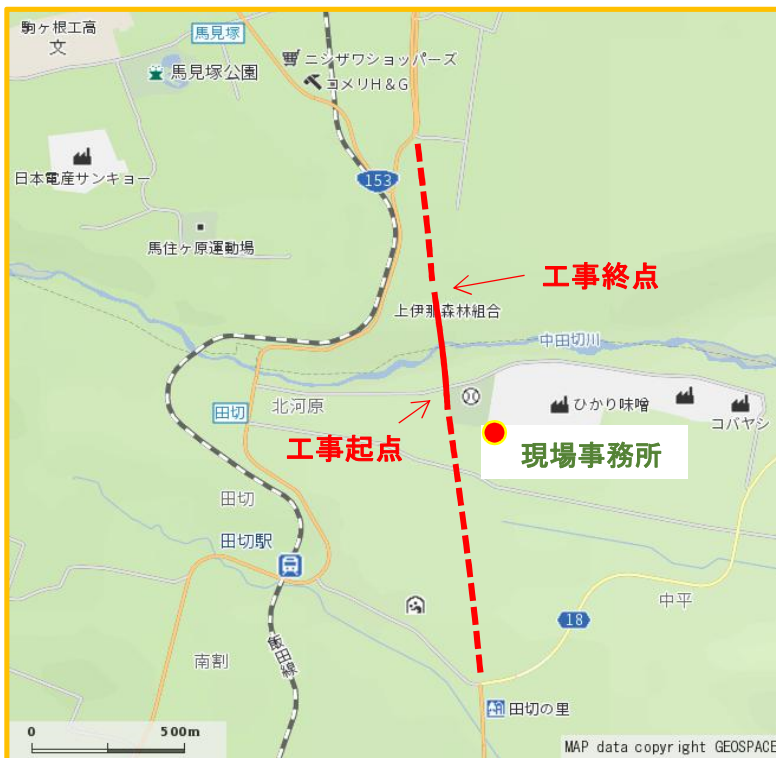 駒ヶ根工高
文
馬見塚
馬見塚公園
ニシザワショッパーズ
コメリH＆G
日本電産サンキョー
153
馬住ヶ原運動場
工事終点
上伊那森林組合
中田切川
田切
北河原
ひかり味噌
コバヤシ
工事起点
現場事務所
田切
田切駅
中平
18
南割
飯田線
田切の里
0 500m
MAP data copyright GEOSPACE